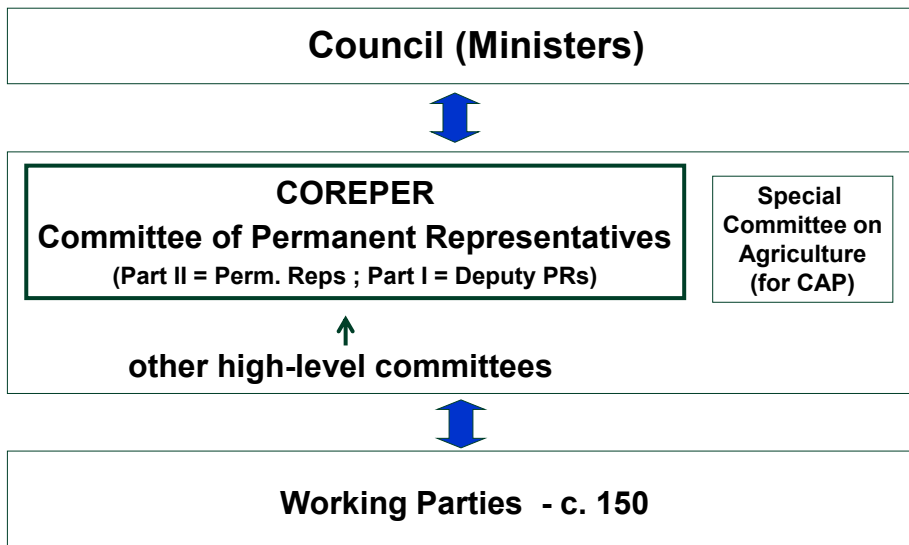 Council (Ministers)
COREPER
Committee of Permanent Representatives
(Part II = Perm. Reps ; Part I = Deputy PRs)
Special
Committee on
Agriculture
(for CAP)
other high-level committees
Working Parties - c. 150